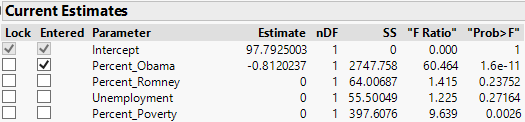 Current Estimates
Lock Entered Parameter Estimate nDF SS "F Ratio" "Prob>F"
Intercept 97.7925003 1 0 0.000 1
Percent_Obama -0.8120237 1 2747.758 60.464 1.6e-11
Percent_Romney 0 1 64.00687 1.415 0.23752
Unemployment 0 1 55.50049 1.225 0.27164
Percent_Poverty 0 1 397.6076 9.639 0.0026